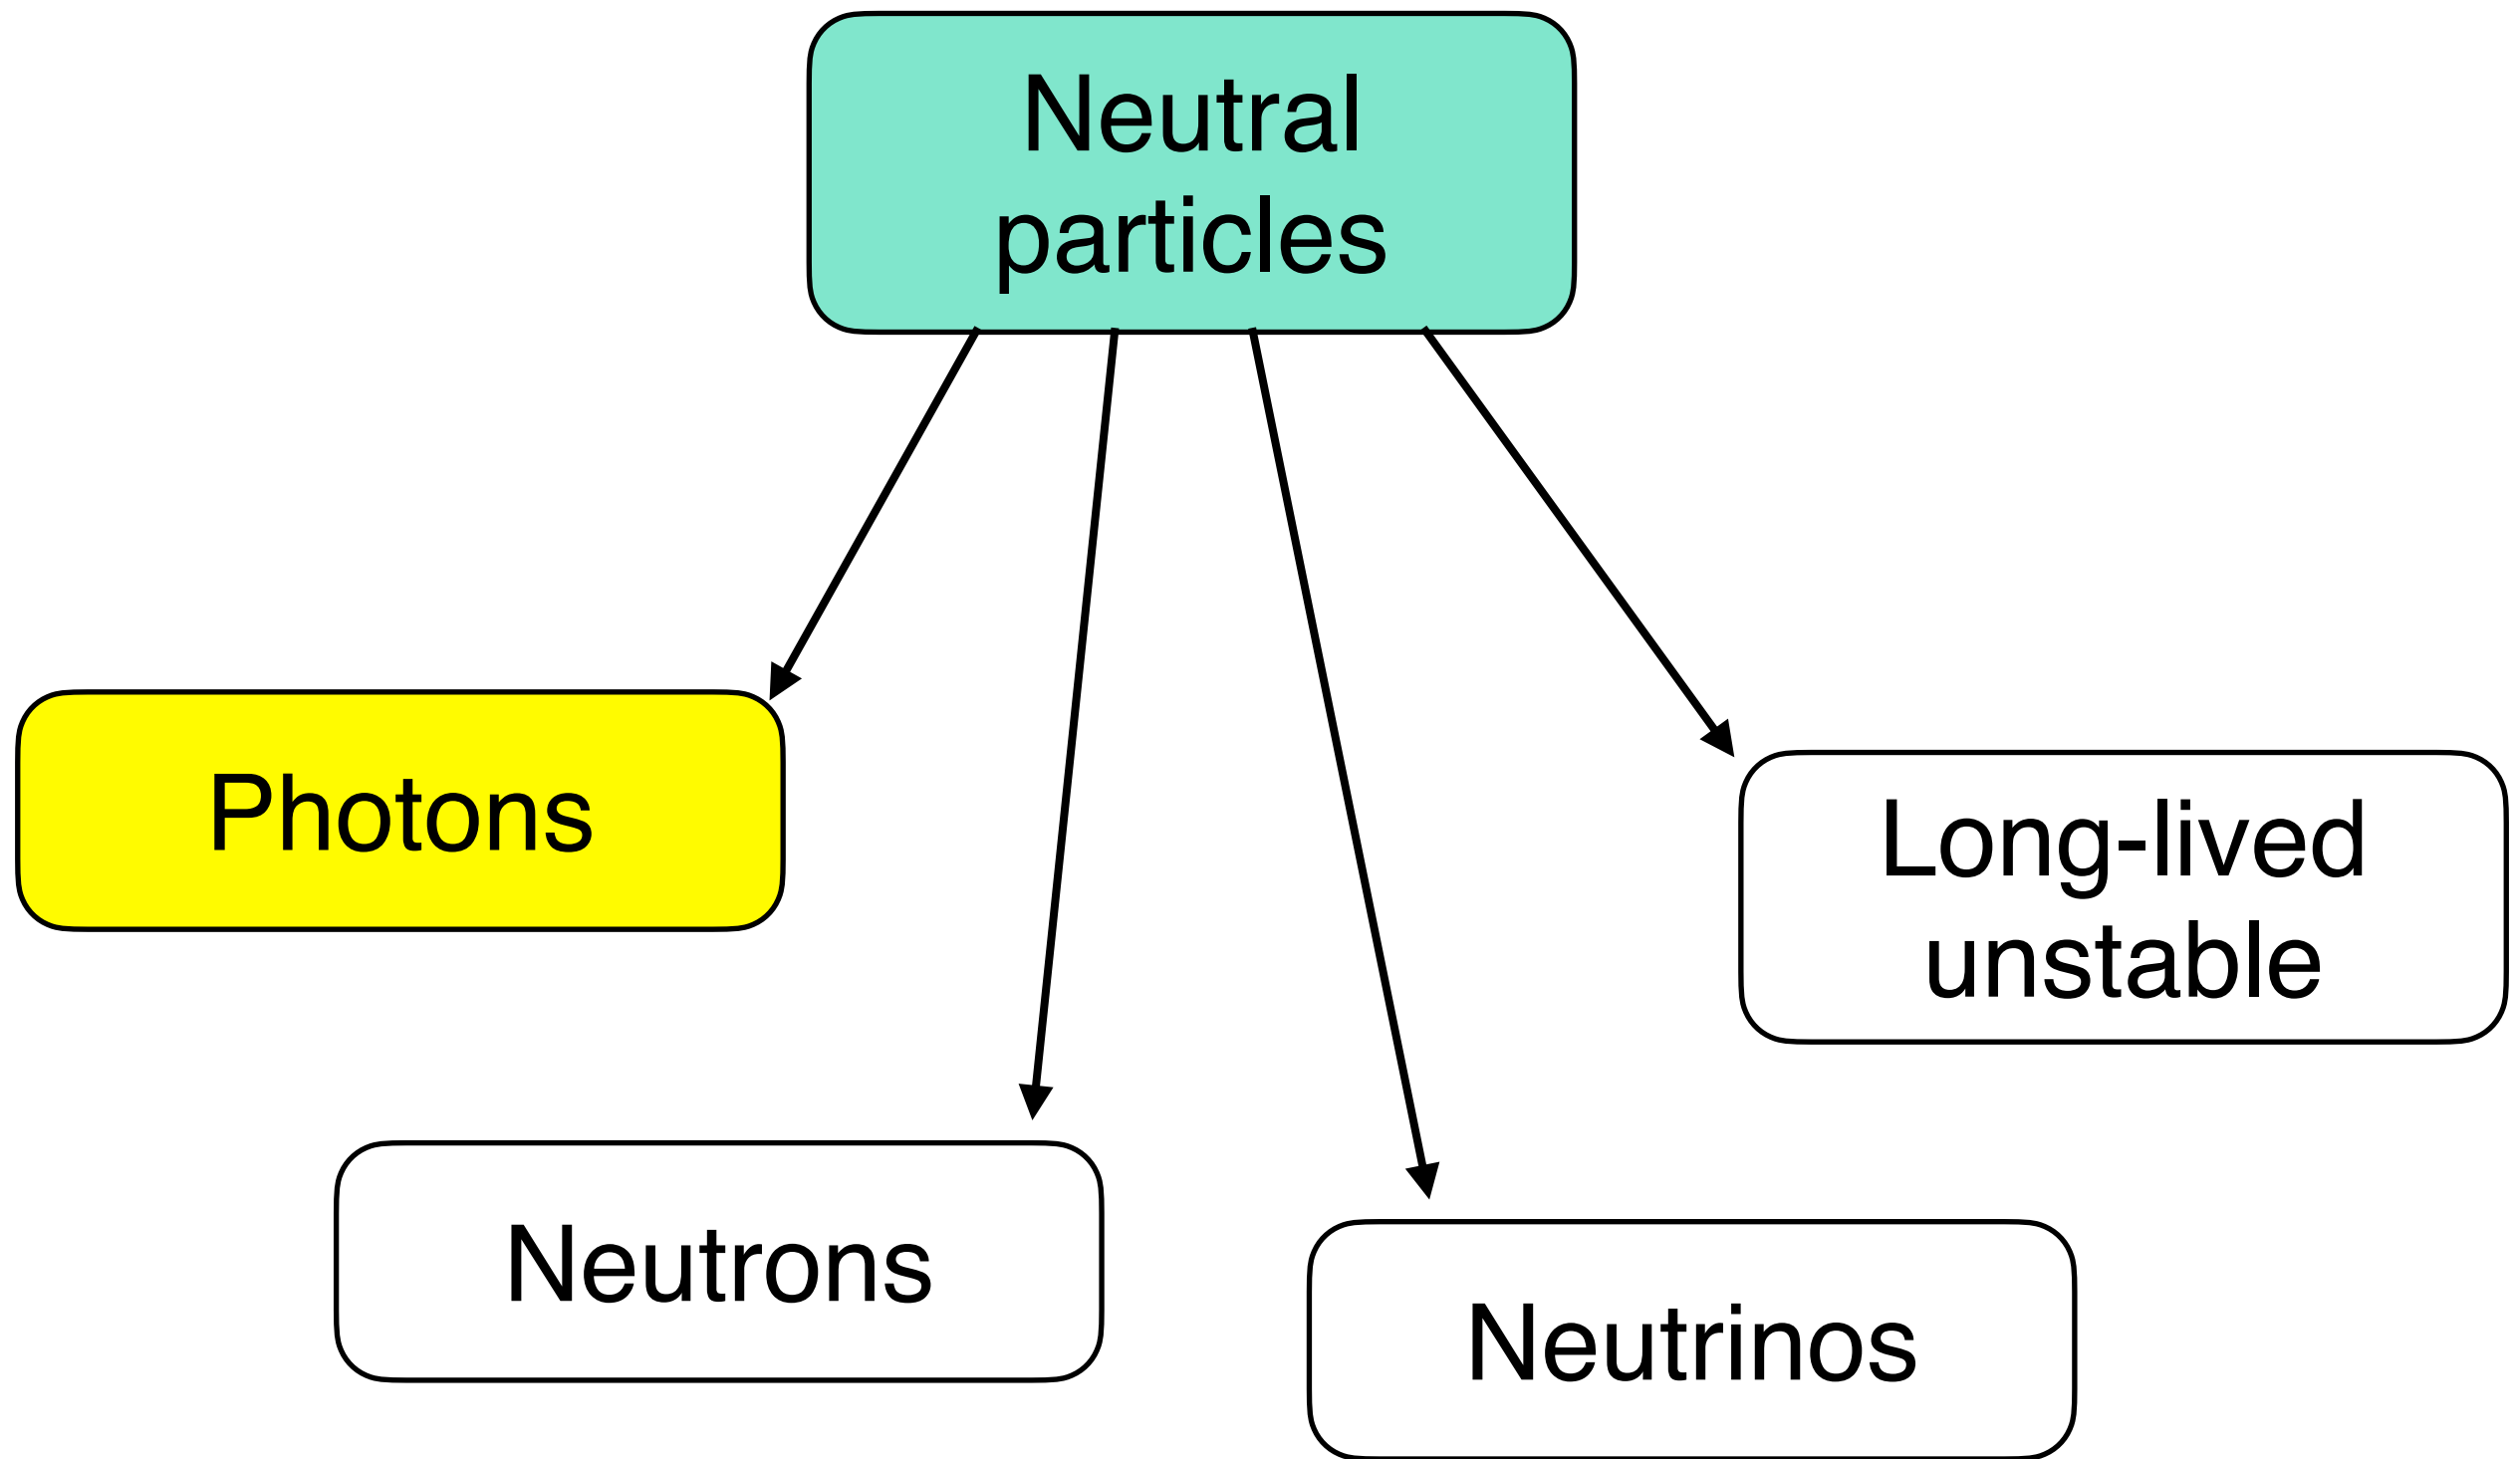 Neutral
particles
Photons
Long-lived
unstable
Neutrons
Neutrinos